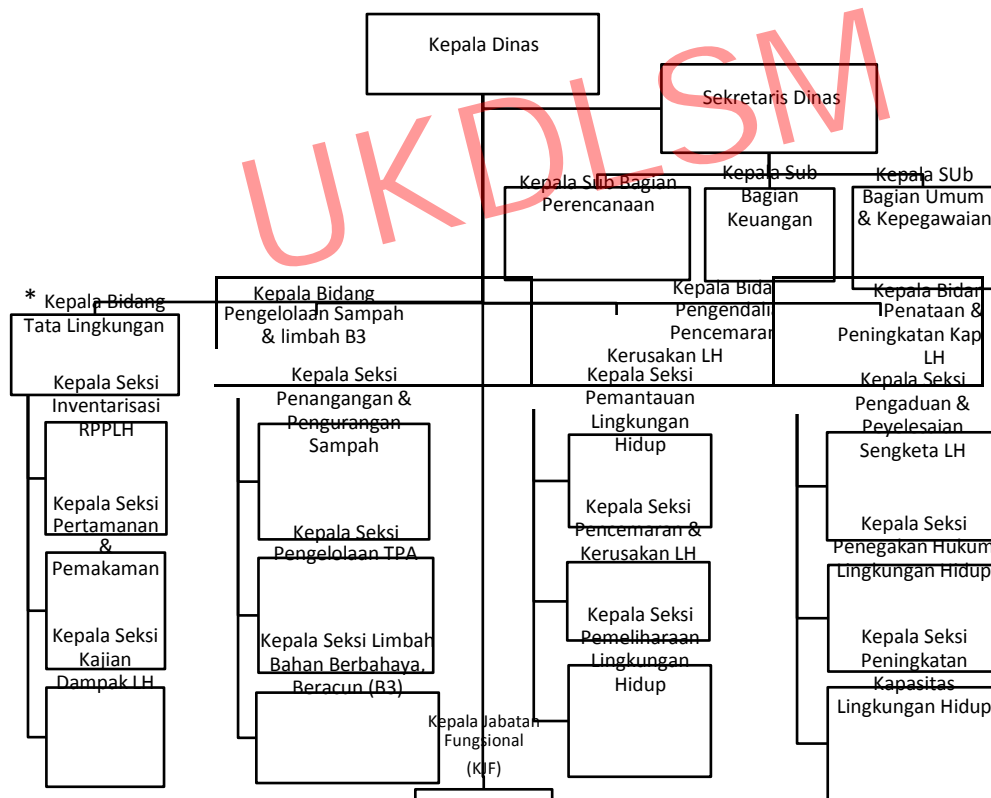 Kepala Dinas
Sekretaris Dinas
UKDLSM
Kepala Sub Bagian
Perencanaan
Kepala Sub
Bagian
Keuangan
Kepala SUb
Bagian Umum
& Kepegawaian
*
Kepala Bidang
Tata Lingkungan
Kepala Bidang
Pengelolaan Sampah
& limbah B3
Kepala Bidan
Pengendalia
Pencemaran
Kerusakan LH
Kepala Bidan
Penataan &
Peningkatan Kap
LH
Kepala Seksi
Inventarisasi
RPPLH
Kepala Seksi
Pertamanan
&
Pemakaman
Kepala Seksi
Kajian
Dampak LH
Kepala Seksi
Penangangan &
Pengurangan
Sampah
Kepala Seksi
Pengelolaan TPA
Kepala Seksi Limbah
Bahan Berbahaya,
Beracun (B3)
Kepala Seksi
Pemantauan
Lingkungan
Hidup
Kepala Seksi
Pencemaran &
Kerusakan LH
Kepala Seksi
Pemeliharaan
Lingkungan
Hidup
Kepala Seksi
Pengaduan &
Peyelesaian
Sengketa LH
Kepala Seksi
Penegakan Hukum
Lingkungan Hidup
Kepala Seksi
Peningkatan
Kapasitas
Lingkungan Hidup
Kepala Jabatan
Fungsional
(KJF)